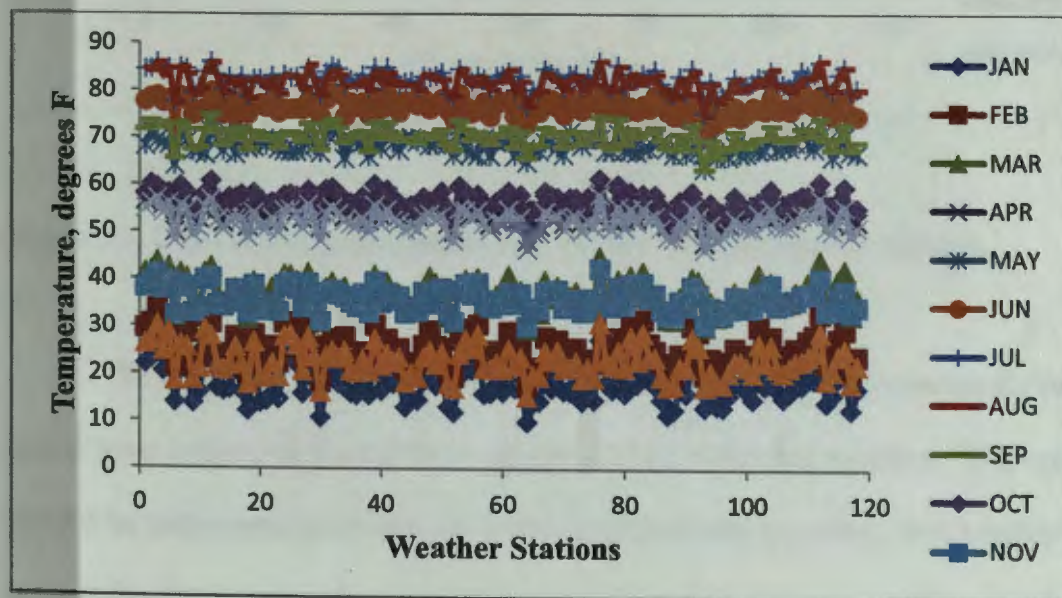 Temperature, degrees F
90
80
70
60
50
40
30
20
10
0
0
20
40
60
80
100
120
Weather Stations
JAN
FEB
MAR
APR
MAY
JUN
JUL
AUG
SEP
OCT
NOV